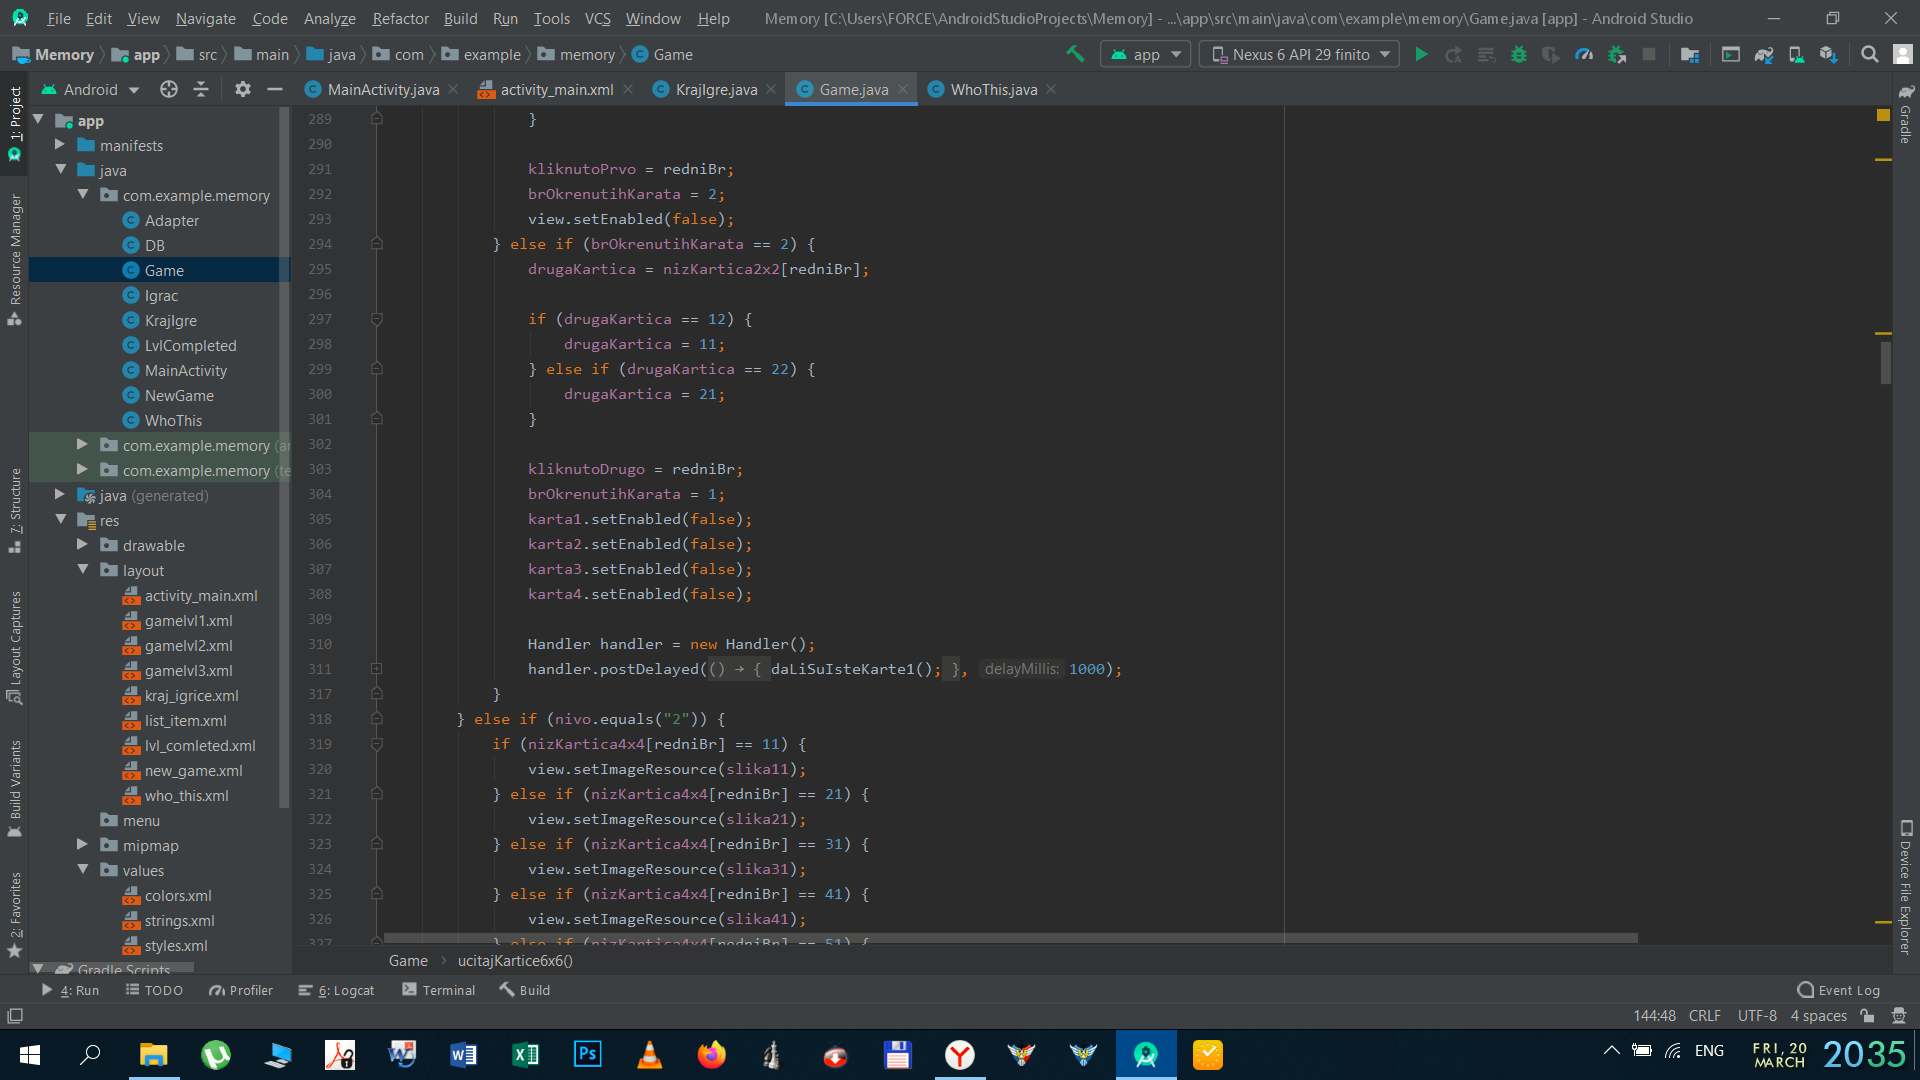 File Edit View Navigate Code Analyze Refactor Build Run Tools VCS Window Help Memory [C:\Users\FORCE\AndroidStudioProjects\Memory] - ...\app\src\main\java\com\example\memory\Game.java [app] - Android Studio
Memory app src main java com example memory Game app Nexus 6 API 29 finito
Android MainActivity.java activity_main.xml KrajIgre.java Game.java WhoThis.java
1: Project
Resource Manager
7: Structure
Layout Captures
Build Variants
2: Favorites
app
manifests
java
com.example.memory
Adapter
DB
Game
Igrac
KrajIgre
LvlCompleted
MainActivity
NewGame
WhoThis
com.example.memory
com.example.memory
java (generated)
res
drawable
layout
activity_main.xml
gamelvl1.xml
gamelvl2.xml
gamelvl3.xml
kraj_igrice.xml
list_item.xml
lvl_comleted.xml
new_game.xml
who_this.xml
menu
mipmap
values
colors.xml
strings.xml
styles.xml
Gradle Scripts
289 }
290
291 kliknutoPrvo = redniBr;
292 brOkrenutihKarata = 2;
293 view.setEnabled(false);
294 } else if (brOkrenutihKarata == 2) {
295 drugaKartica = nizKartica2x2[redniBr];
296
297 if (drugaKartica == 12) {
298 drugaKartica = 11;
299 } else if (drugaKartica == 22) {
300 drugaKartica = 21;
301 }
302
303 kliknutoDrugo = redniBr;
304 brOkrenutihKarata = 1;
305 karta1.setEnabled(false);
306 karta2.setEnabled(false);
307 karta3.setEnabled(false);
308 karta4.setEnabled(false);
309
310 Handler handler = new Handler();
311 handler.postDelayed(() → { daLiSuIsteKarte1(); }, delayMillis: 1000);
317 }
318 } else if (nivo.equals("2")) {
319 if (nizKartica4x4[redniBr] == 11) {
320 view.setImageResource(slika11);
321 } else if (nizKartica4x4[redniBr] == 21) {
322 view.setImageResource(slika21);
323 } else if (nizKartica4x4[redniBr] == 31) {
324 view.setImageResource(slika31);
325 } else if (nizKartica4x4[redniBr] == 41) {
326 view.setImageResource(slika41);
327 } else if (nizKartica4x4[redniBr] == 51) {
Game ucitajKartice6x6()
Gradle
Device File Explorer
4: Run TODO Profiler 6: Logcat Terminal Build Event Log
144:48 CRLF UTF-8 4 spaces
ENG FRI, 20 MARCH 2035